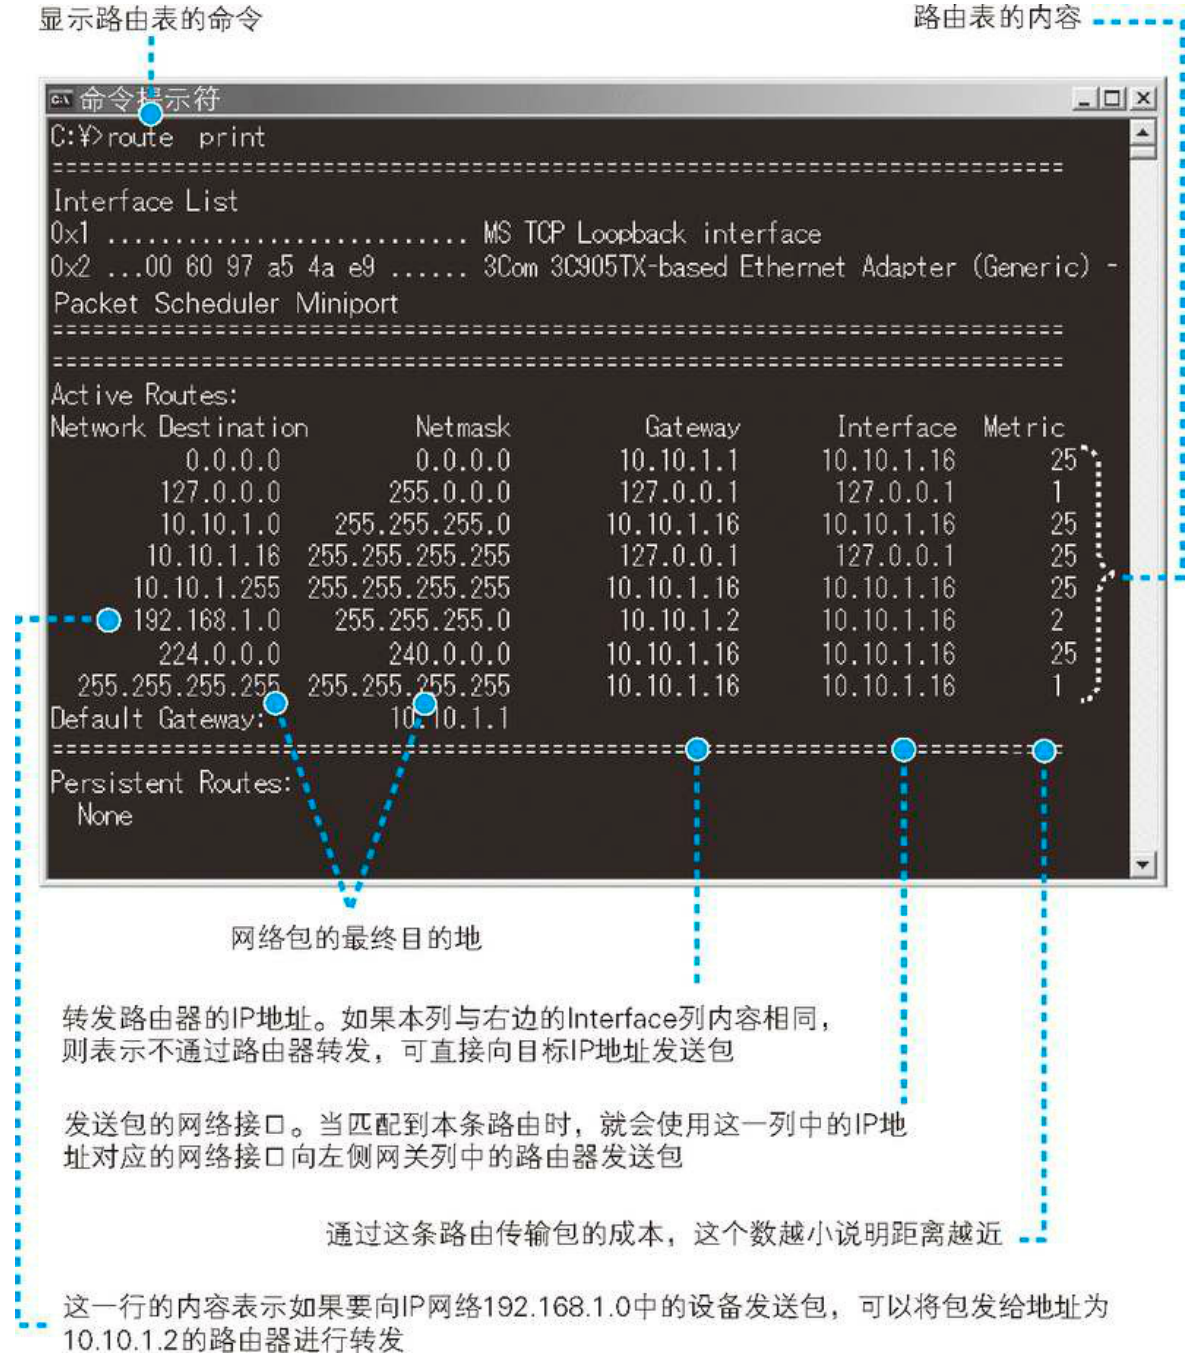 显示路由表的命令
路由表的内容
命令提示符
C:¥>route print
==========================================================================
Interface List
0x1 ........................... MS TCP Loopback interface
0x2 ...00 60 97 a5 4a e9 ...... 3Com 3C905TX-based Ethernet Adapter (Generic) -
Packet Scheduler Miniport
==========================================================================
==========================================================================
Active Routes:
Network Destination Netmask Gateway Interface Metric
0.0.0.0 0.0.0.0 10.10.1.1 10.10.1.16 25
127.0.0.0 255.0.0.0 127.0.0.1 127.0.0.1 1
10.10.1.0 255.255.255.0 10.10.1.16 10.10.1.16 25
10.10.1.16 255.255.255.255 127.0.0.1 127.0.0.1 25
10.10.1.255 255.255.255.255 10.10.1.16 10.10.1.16 25
192.168.1.0 255.255.255.0 10.10.1.2 10.10.1.16 2
224.0.0.0 240.0.0.0 10.10.1.16 10.10.1.16 25
255.255.255.255 255.255.255.255 10.10.1.16 10.10.1.16 1
Default Gateway: 10.10.1.1
==========================================================================
Persistent Routes:
None
网络包的最终目的地
转发路由器的IP地址。如果本列与右边的Interface列内容相同，
则表示不通过路由器转发，可直接向目标IP地址发送包
发送包的网络接口。当匹配到本条路由时，就会使用这一列中的IP地
址对应的网络接口向左侧网关列中的路由器发送包
通过这条路由传输包的成本，这个数越小说明距离越近
这一行的内容表示如果要向IP网络192.168.1.0中的设备发送包，可以将包发给地址为
10.10.1.2的路由器进行转发